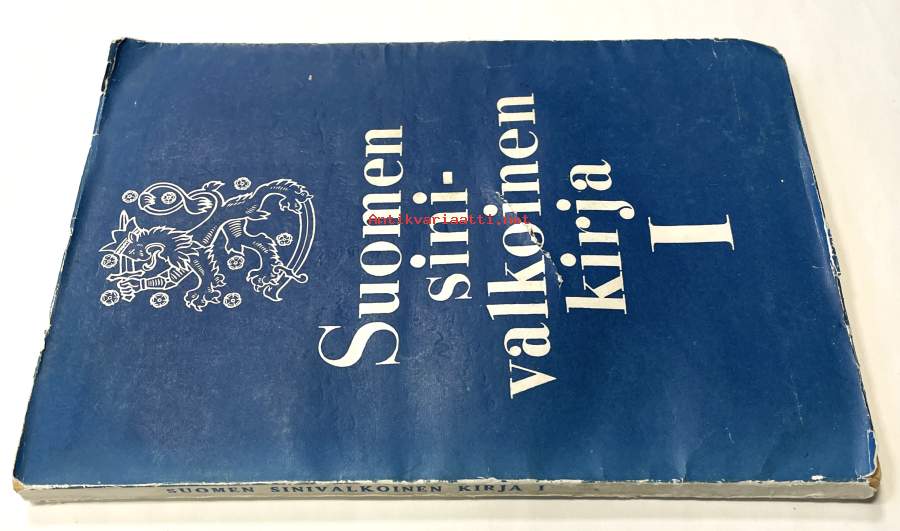 Suomen
sini-
valkoinen
kirja
I
Antikvariaatti.net
SUOMEN SINIVALKOINEN KIRJA I